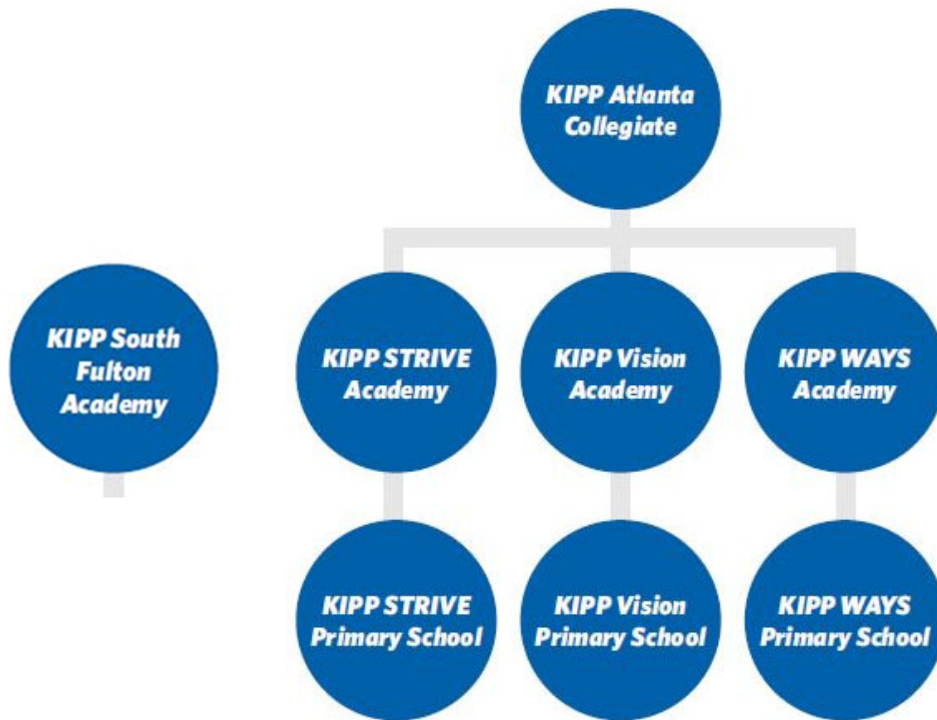 KIPP Atlanta
Collegiate
KIPP South
Fulton
Academy
KIPP STRIVE
Academy
KIPP Vision
Academy
KIPP WAYS
Academy
KIPP STRIVE
Primary School
KIPP Vision
Primary School
KIPP WAYS
Primary School